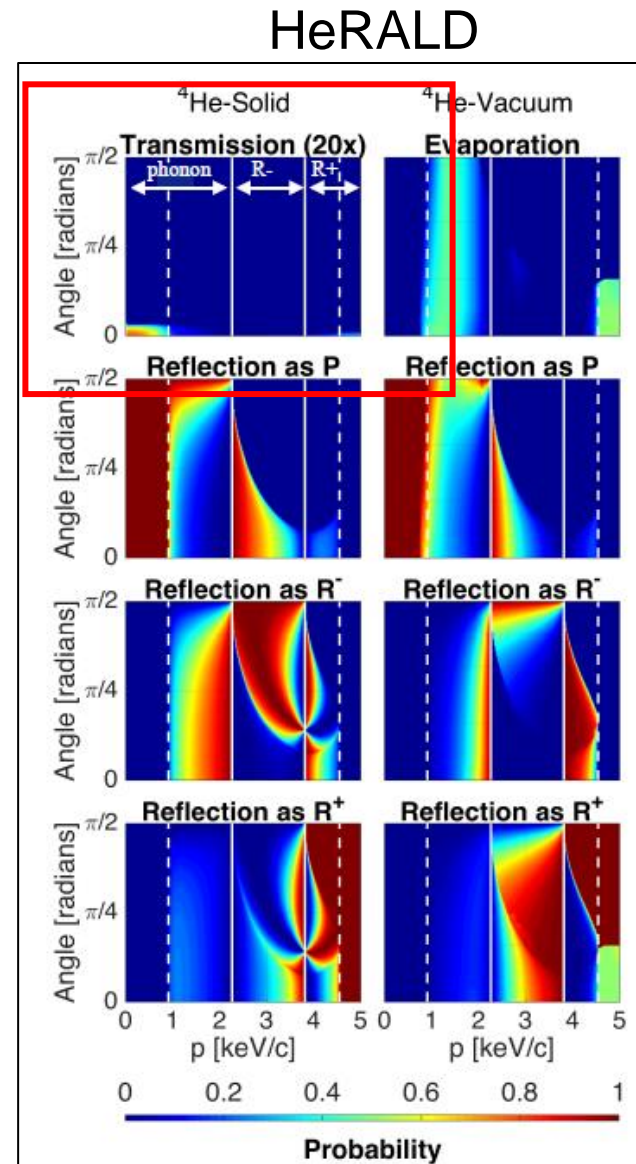 HeRALD
⁴He-Solid ⁴He-Vacuum
Transmission (20x) Evaporation
phonon R- R+
Angle [radians]
π/2
π/4
0
Reflection as P Reflection as P
Angle [radians]
π/2
π/4
0
Reflection as R⁻ Reflection as R⁻
Angle [radians]
π/2
π/4
0
Reflection as R⁺ Reflection as R⁺
Angle [radians]
π/2
π/4
0
0 1 2 3 4 5 0 1 2 3 4 5
p [keV/c] p [keV/c]
0 0.2 0.4 0.6 0.8 1
Probability